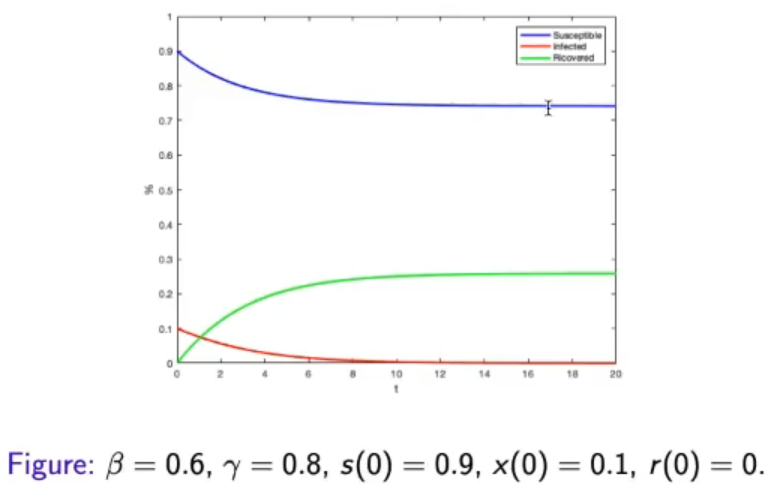 1
0.9
0.8
0.7
0.6
0.5
0.4
0.3
0.2
0.1
0
%
Susceptible
Infected
Ricovered
0 2 4 6 8 10 12 14 16 18 20
t
Figure: β = 0.6, γ = 0.8, s(0) = 0.9, x(0) = 0.1, r(0) = 0.